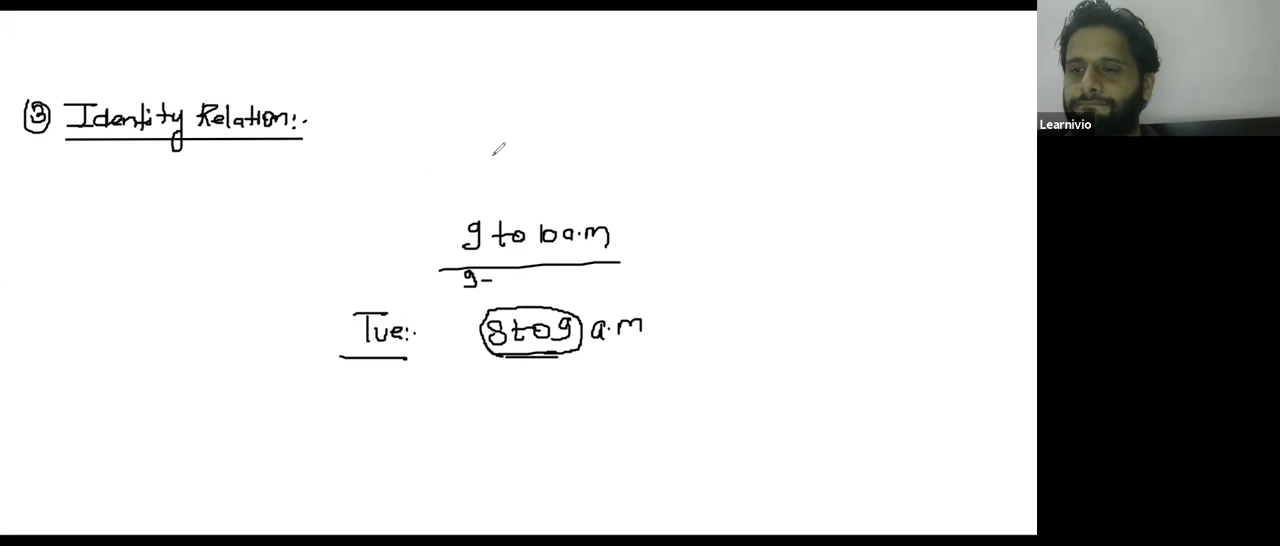 ③ Identity Relation:.
Learnivio
9 to 10 a.m
9-
Tue:. 8 to 9 a.m